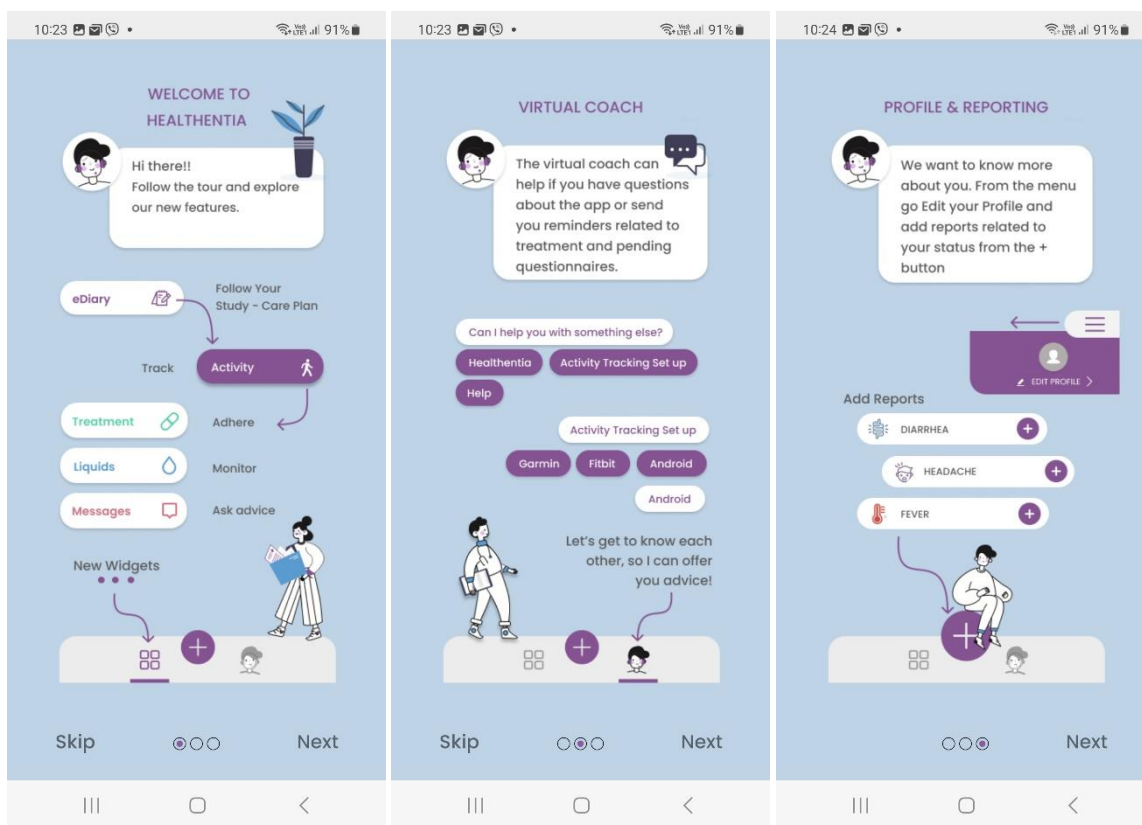 10:23
91%
WELCOME TO
HEALTHENTIA
Hi there!!
Follow the tour and explore
our new features.
eDiary
Follow Your
Study - Care Plan
Track
Activity
Treatment
Adhere
Liquids
Monitor
Messages
Ask advice
New Widgets
Skip
Next
10:23
91%
VIRTUAL COACH
The virtual coach can
help if you have questions
about the app or send
you reminders related to
treatment and pending
questionnaires.
Can I help you with something else?
Healthentia
Activity Tracking Set up
Help
Activity Tracking Set up
Garmin
Fitbit
Android
Android
Let's get to know each
other, so I can offer
you advice!
Skip
Next
10:24
91%
PROFILE & REPORTING
We want to know more
about you. From the menu
go Edit your Profile and
add reports related to
your status from the +
button
EDIT PROFILE
Add Reports
DIARRHEA
HEADACHE
FEVER
Next